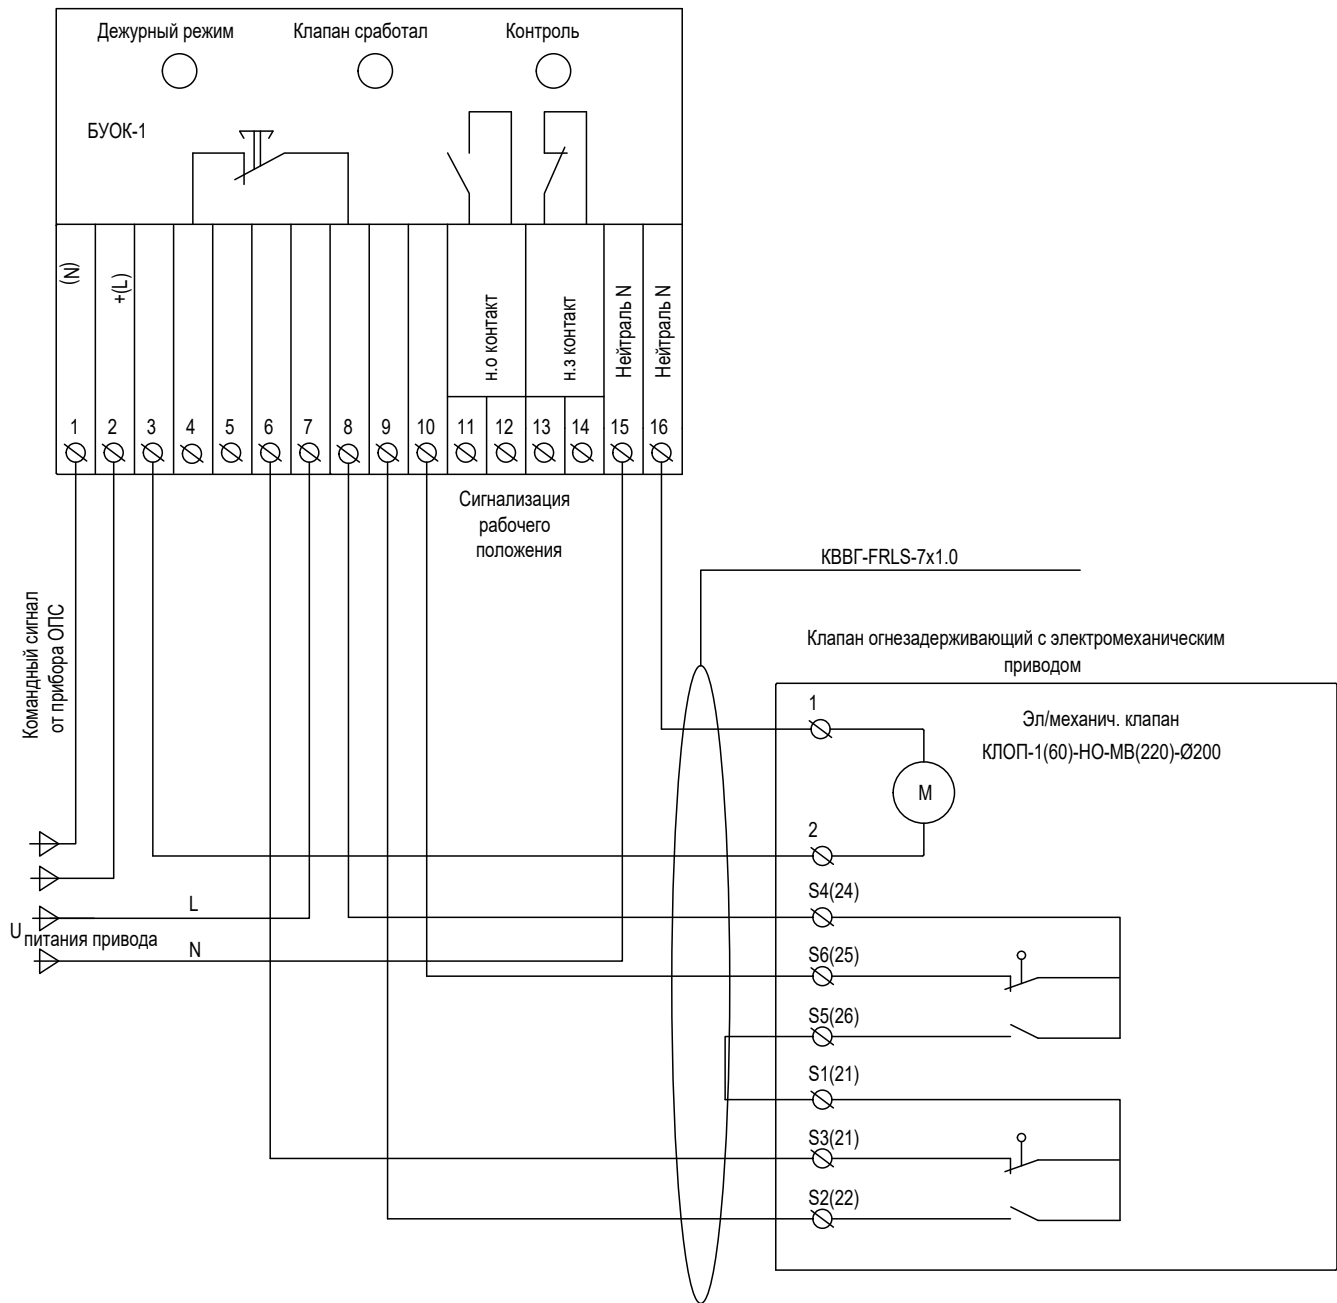 Дежурный режим
Клапан сработал
Контроль
БУОК-1
(N)
+(L)
н.о контакт
н.з контакт
Нейтраль N
Нейтраль N
1
2
3
4
5
6
7
8
9
10
11
12
13
14
15
16
Сигнализация
рабочего
положения
КВВГ-FRLS-7x1.0
Командный сигнал
от прибора ОПС
Клапан огнезадерживающий с электромеханическим
приводом
1
Эл/механич. клапан
КЛОП-1(60)-НО-МВ(220)-Ø200
М
2
S4(24)
L
U питания привода
N
S6(25)
S5(26)
S1(21)
S3(21)
S2(22)